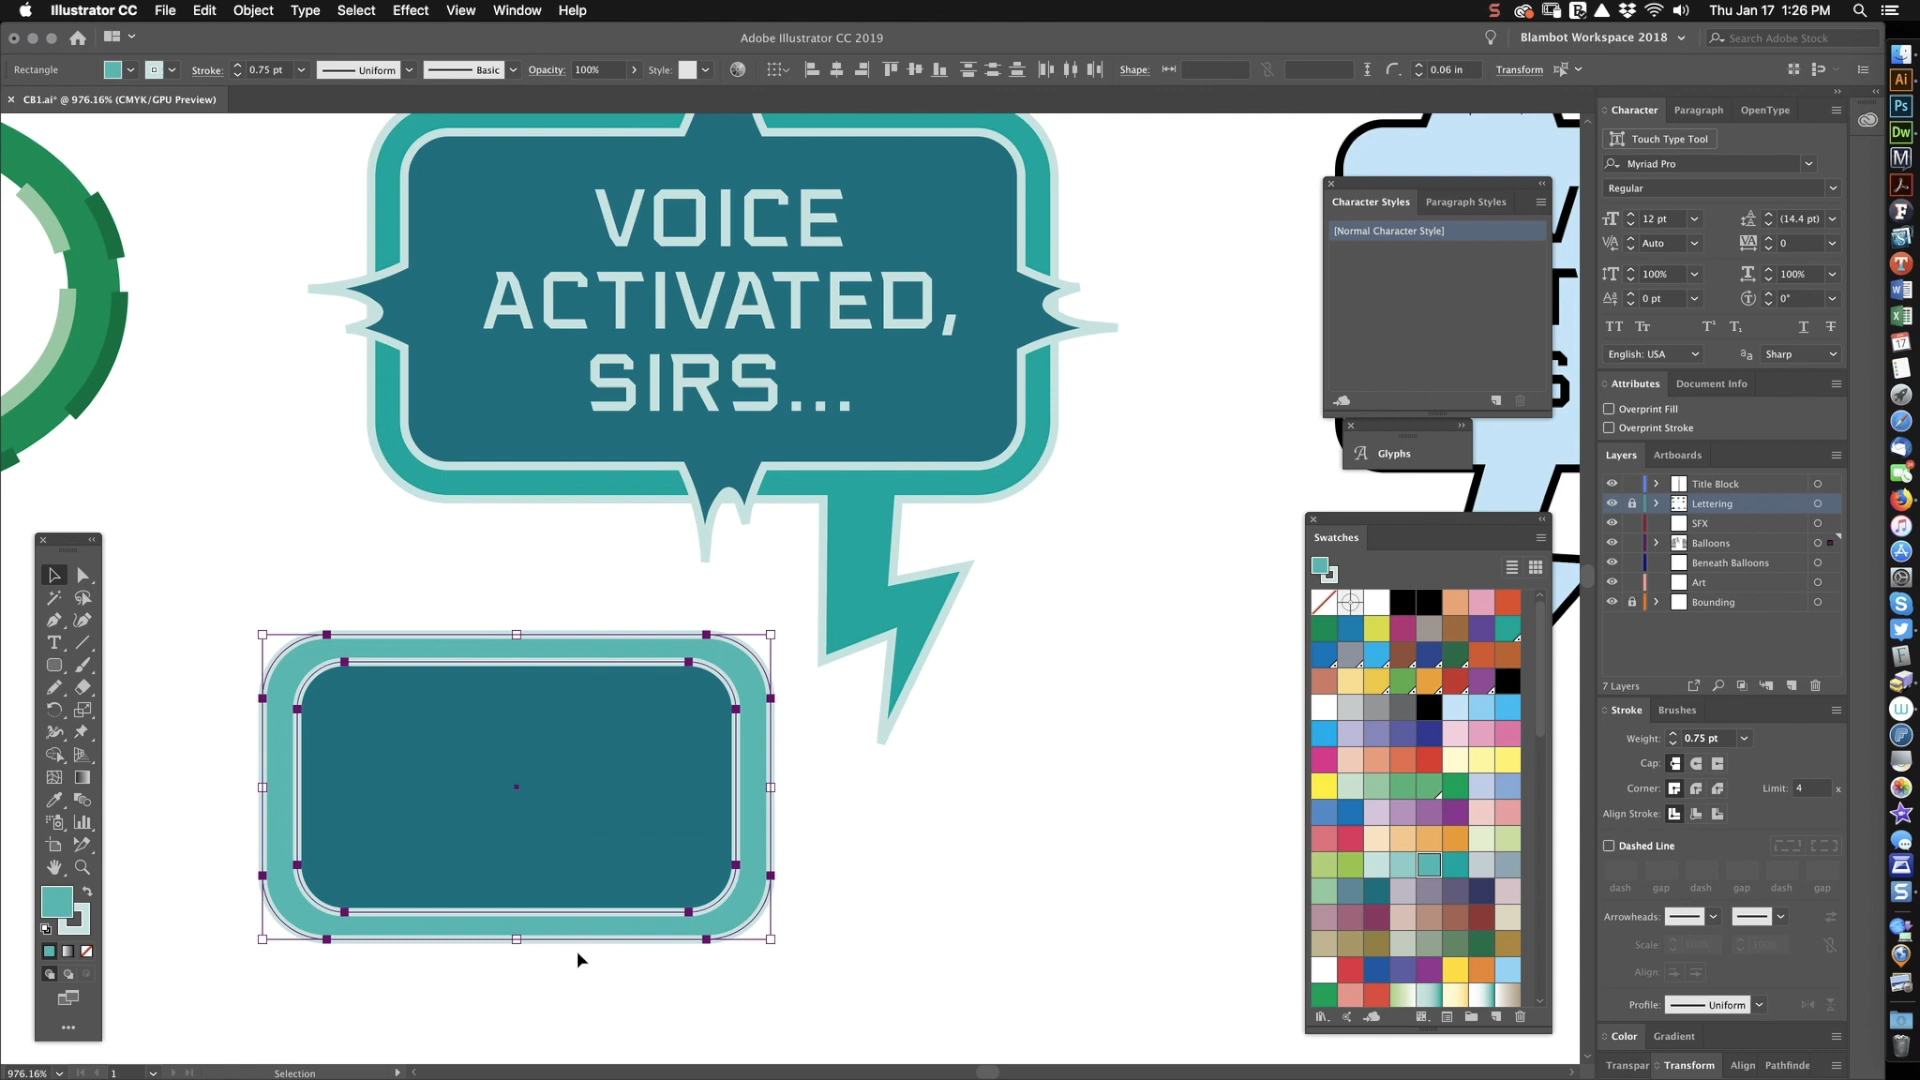 Illustrator CC File Edit Object Type Select Effect View Window Help
Thu Jan 17 1:26 PM
Adobe Illustrator CC 2019
Blambot Workspace 2018
Search Adobe Stock
Rectangle
Stroke: 0.75 pt Uniform Basic Opacity: 100% Style: Shape: 0.06 in Transform
CB1.ai* @ 976.16% (CMYK/GPU Preview)
VOICE
ACTIVATED,
SIRS...
Character Styles Paragraph Styles
[Normal Character Style]
Glyphs
Swatches
Character Paragraph OpenType
Touch Type Tool
Myriad Pro
Regular
12 pt (14.4 pt)
Auto 0
100% 100%
0 pt 0°
English: USA Sharp
Attributes Document Info
Overprint Fill
Overprint Stroke
Layers Artboards
Title Block
Lettering
SFX
Balloons
Beneath Balloons
Art
Bounding
7 Layers
Stroke Brushes
Weight: 0.75 pt
Cap:
Corner: Limit: 4 x
Align Stroke:
Dashed Line
dash gap dash gap dash gap
Arrowheads:
Scale: 100% 100%
Align:
Profile: Uniform
Color Gradient
Transpar Transform Align Pathfinde
976.16% 1 Selection